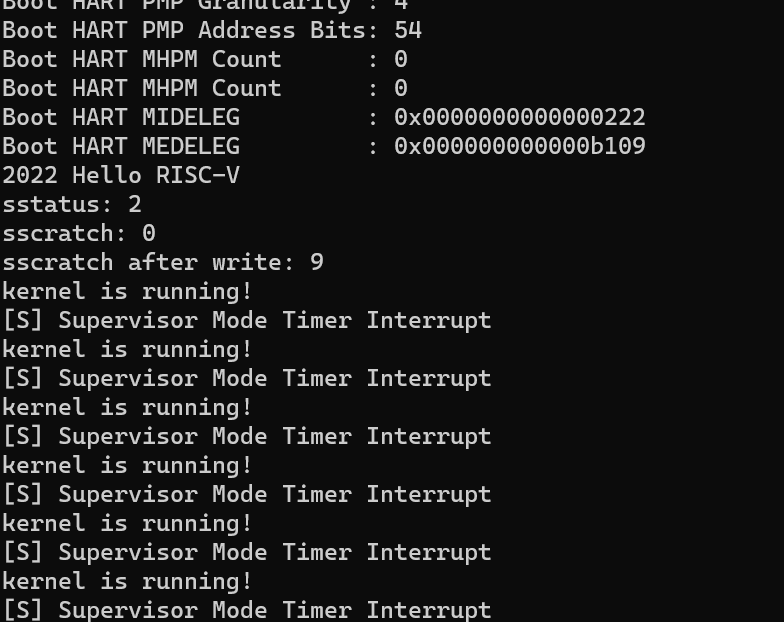 Boot HART PMP Granularity : 4
Boot HART PMP Address Bits: 54
Boot HART MHPM Count      : 0
Boot HART MHPM Count      : 0
Boot HART MIDELEG         : 0x0000000000000222
Boot HART MEDELEG         : 0x000000000000b109
2022 Hello RISC-V
sstatus: 2
sscratch: 0
sscratch after write: 9
kernel is running!
[S] Supervisor Mode Timer Interrupt
kernel is running!
[S] Supervisor Mode Timer Interrupt
kernel is running!
[S] Supervisor Mode Timer Interrupt
kernel is running!
[S] Supervisor Mode Timer Interrupt
kernel is running!
[S] Supervisor Mode Timer Interrupt
kernel is running!
[S] Supervisor Mode Timer Interrupt